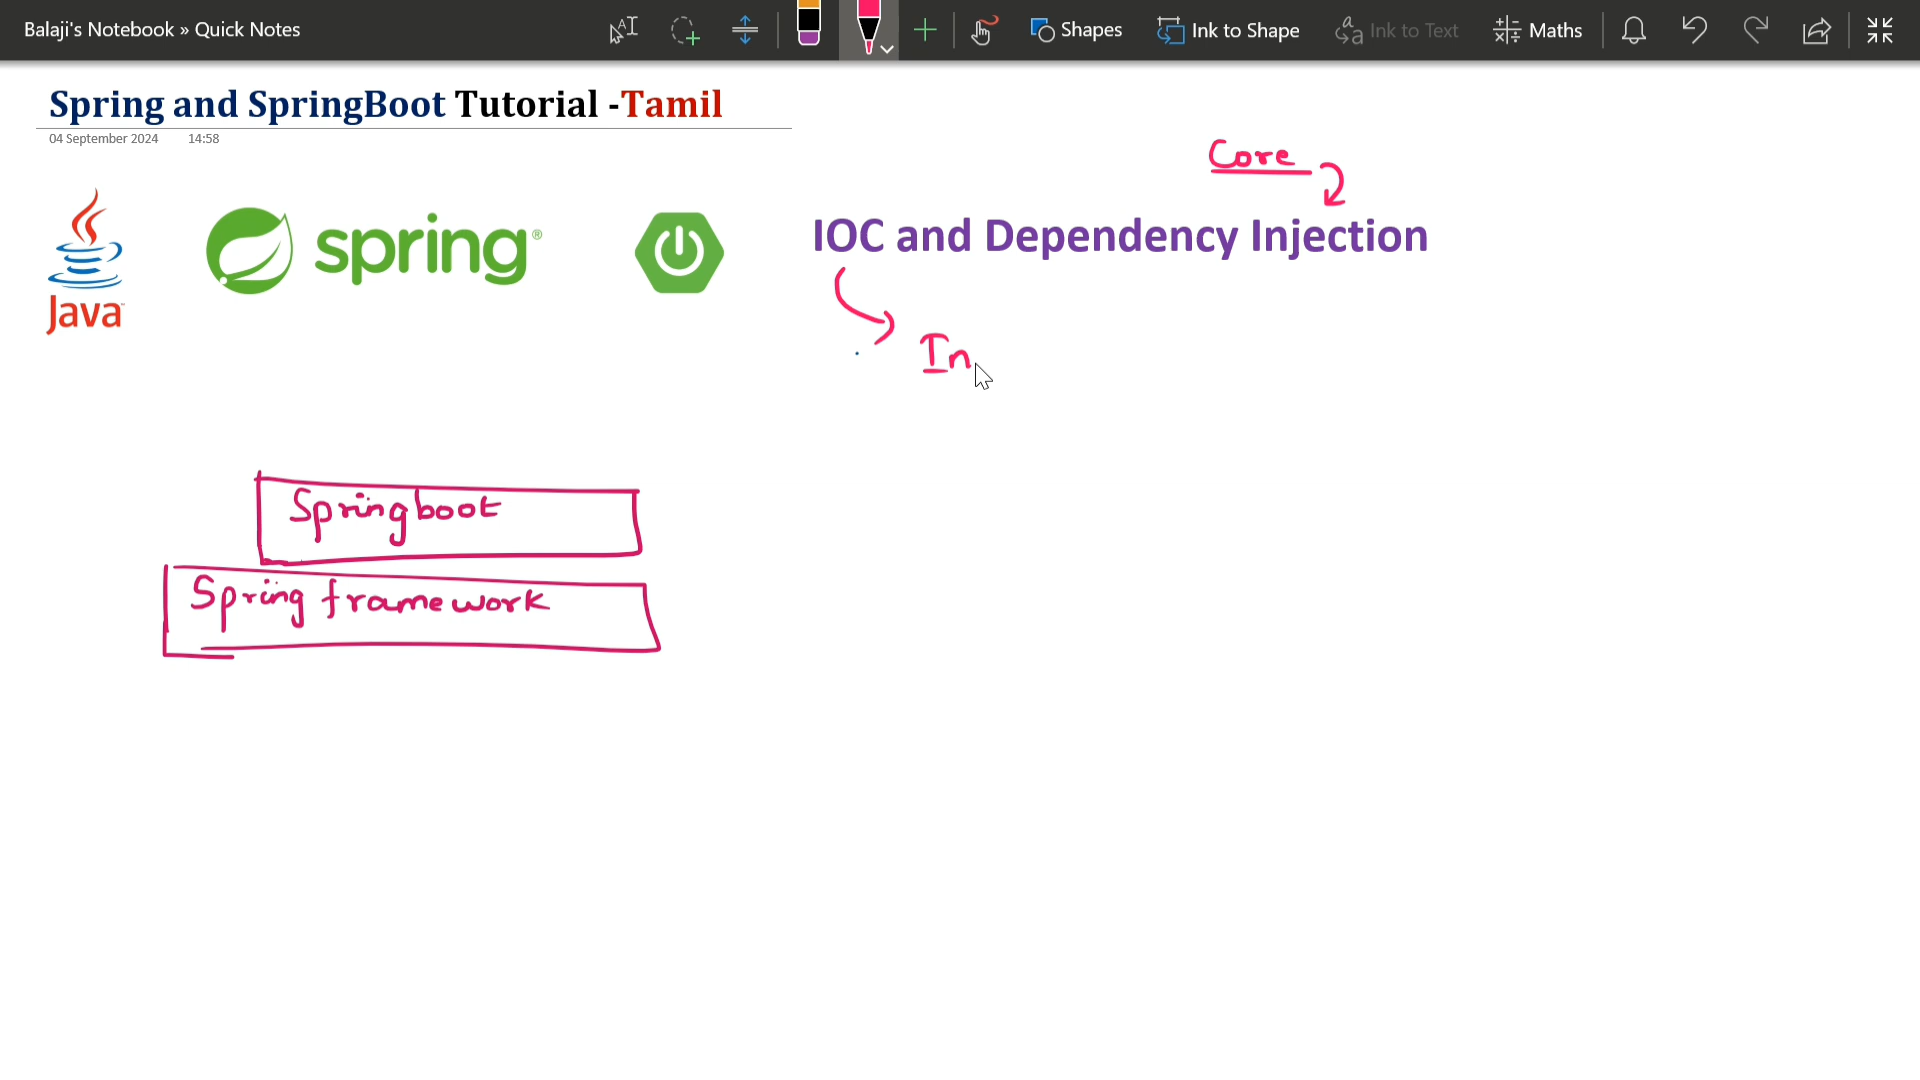 Balaji's Notebook » Quick Notes
Shapes
Ink to Shape
Ink to Text
Maths
Spring and SpringBoot Tutorial -Tamil
04 September 2024 14:58
Core
Java
spring®
IOC and Dependency Injection
In
Springboot
Spring framework